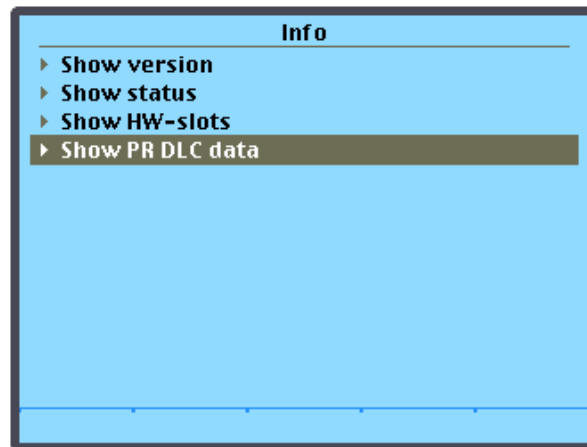 Info
Show version
Show status
Show HW-slots
Show PR DLC data